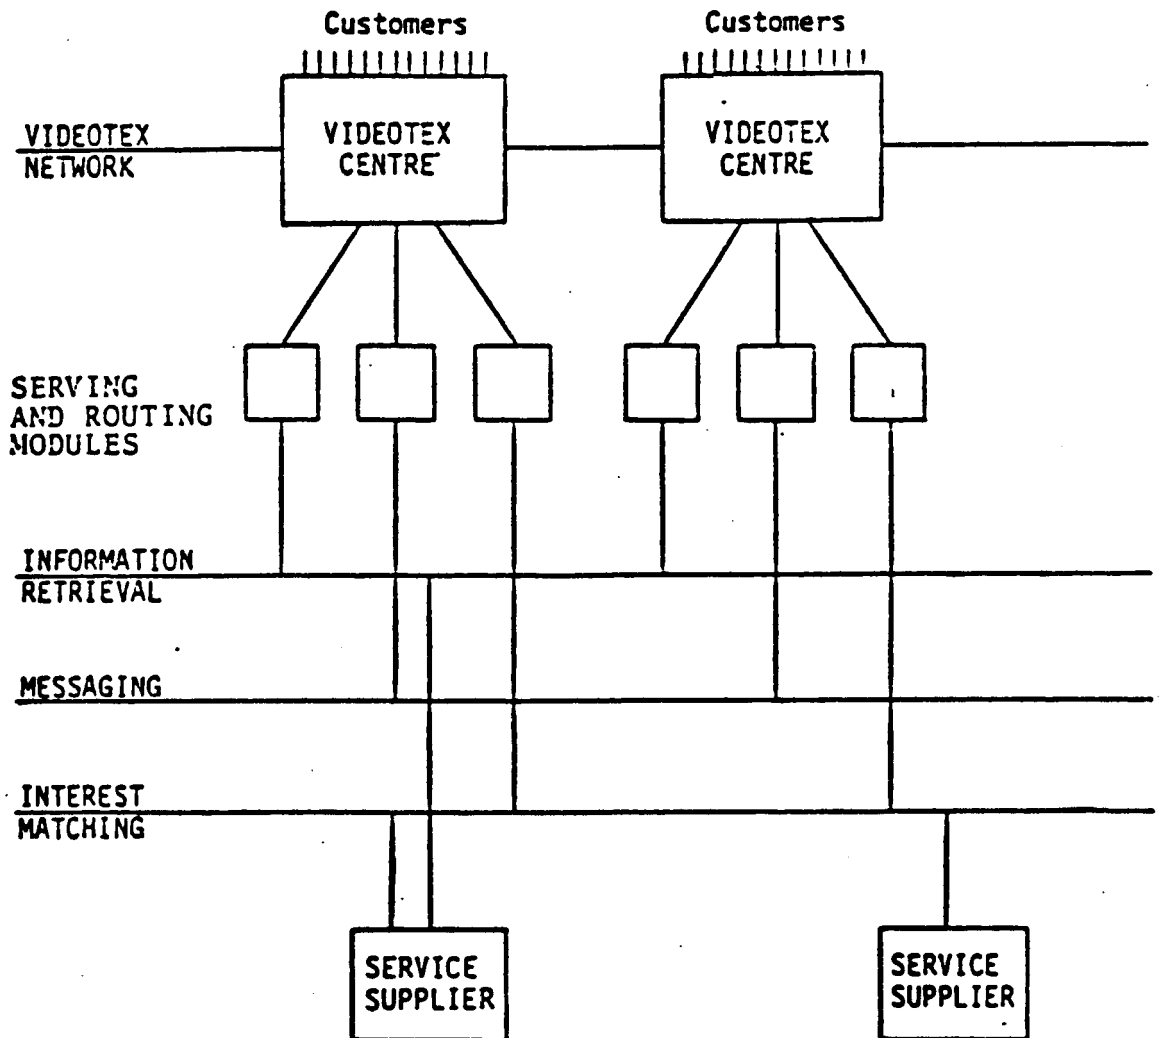 Customers
Customers
VIDEOTEX
NETWORK
VIDEOTEX
CENTRE
VIDEOTEX
CENTRE
SERVING
AND ROUTING
MODULES
INFORMATION
RETRIEVAL
MESSAGING
INTEREST
MATCHING
SERVICE
SUPPLIER
SERVICE
SUPPLIER